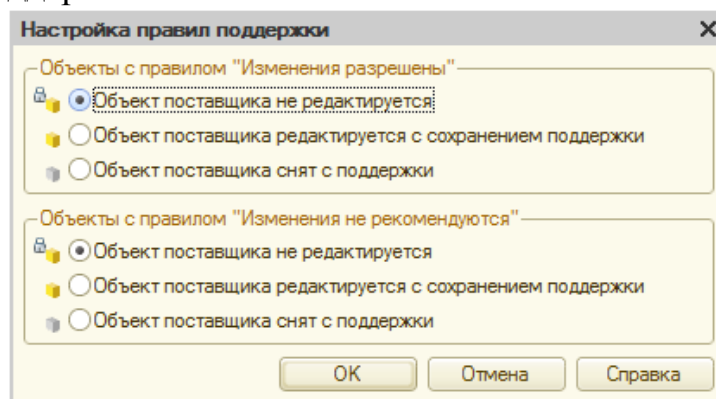 Настройка правил поддержки
Объекты с правилом "Изменения разрешены"
Объект поставщика не редактируется
Объект поставщика редактируется с сохранением поддержки
Объект поставщика снят с поддержки
Объекты с правилом "Изменения не рекомендуются"
Объект поставщика не редактируется
Объект поставщика редактируется с сохранением поддержки
Объект поставщика снят с поддержки
OK Отмена Справка